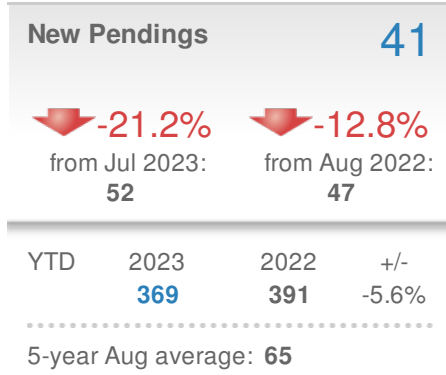 New Pendings 41
-21.2% -12.8%
from Jul 2023: from Aug 2022:
52 47
YTD 2023 2022 +/-
369 391 -5.6%
5-year Aug average: 65